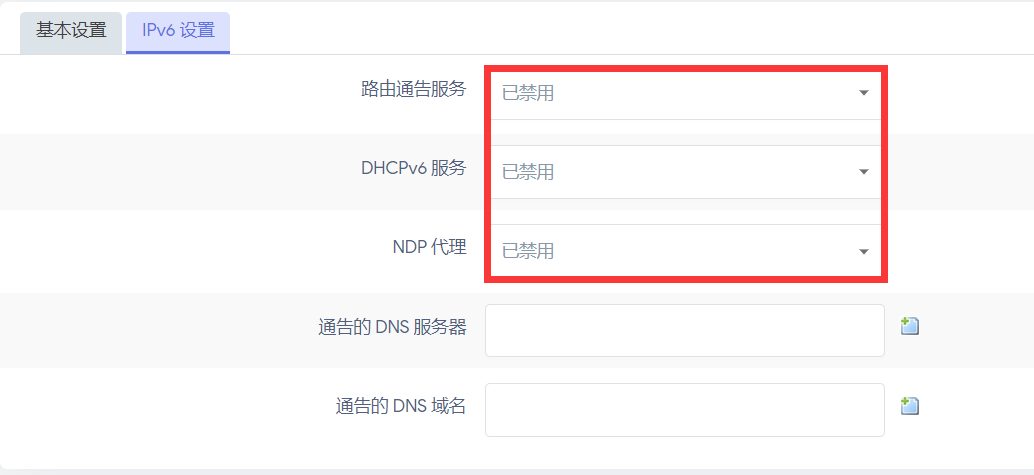 基本设置 IPv6 设置
路由通告服务 已禁用
DHCPv6 服务 已禁用
NDP 代理 已禁用
通告的 DNS 服务器
通告的 DNS 域名